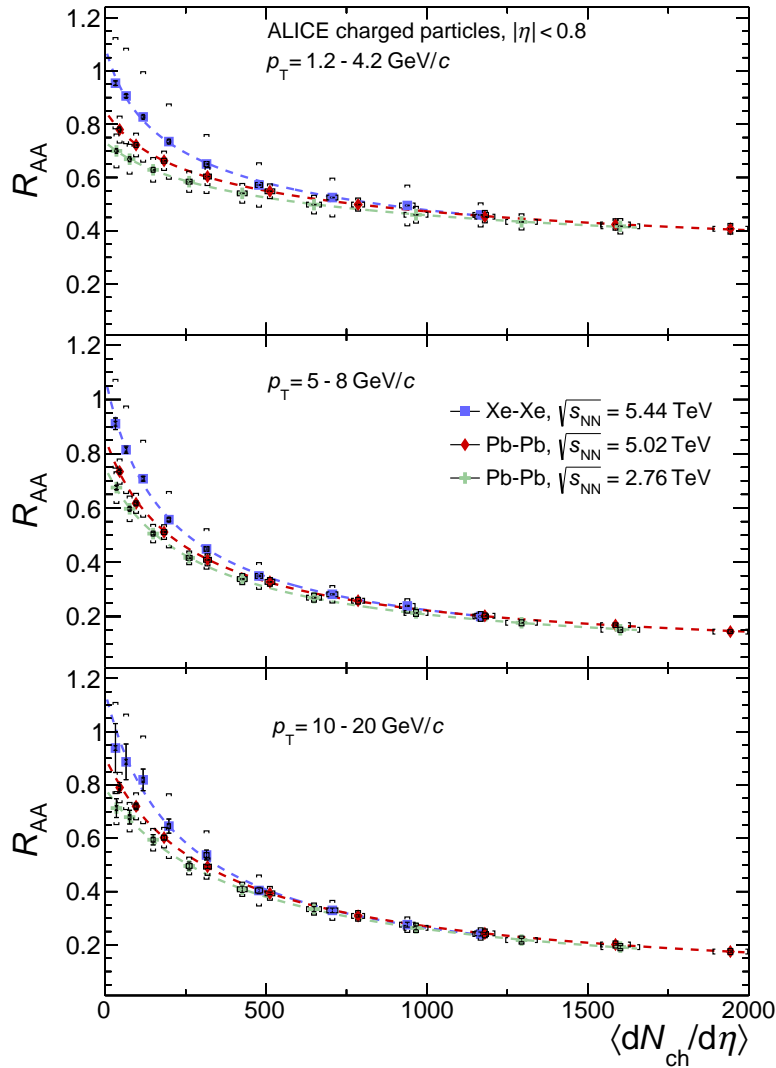 ALICE charged particles, |η| < 0.8
p_T = 1.2 - 4.2 GeV/c
R_AA
1.2
1
0.8
0.6
0.4
0.2
p_T = 5 - 8 GeV/c
Xe-Xe, √s_NN = 5.44 TeV
Pb-Pb, √s_NN = 5.02 TeV
Pb-Pb, √s_NN = 2.76 TeV
R_AA
1.2
1
0.8
0.6
0.4
0.2
p_T = 10 - 20 GeV/c
R_AA
1.2
1
0.8
0.6
0.4
0.2
0 500 1000 1500 2000
⟨dN_ch/dη⟩